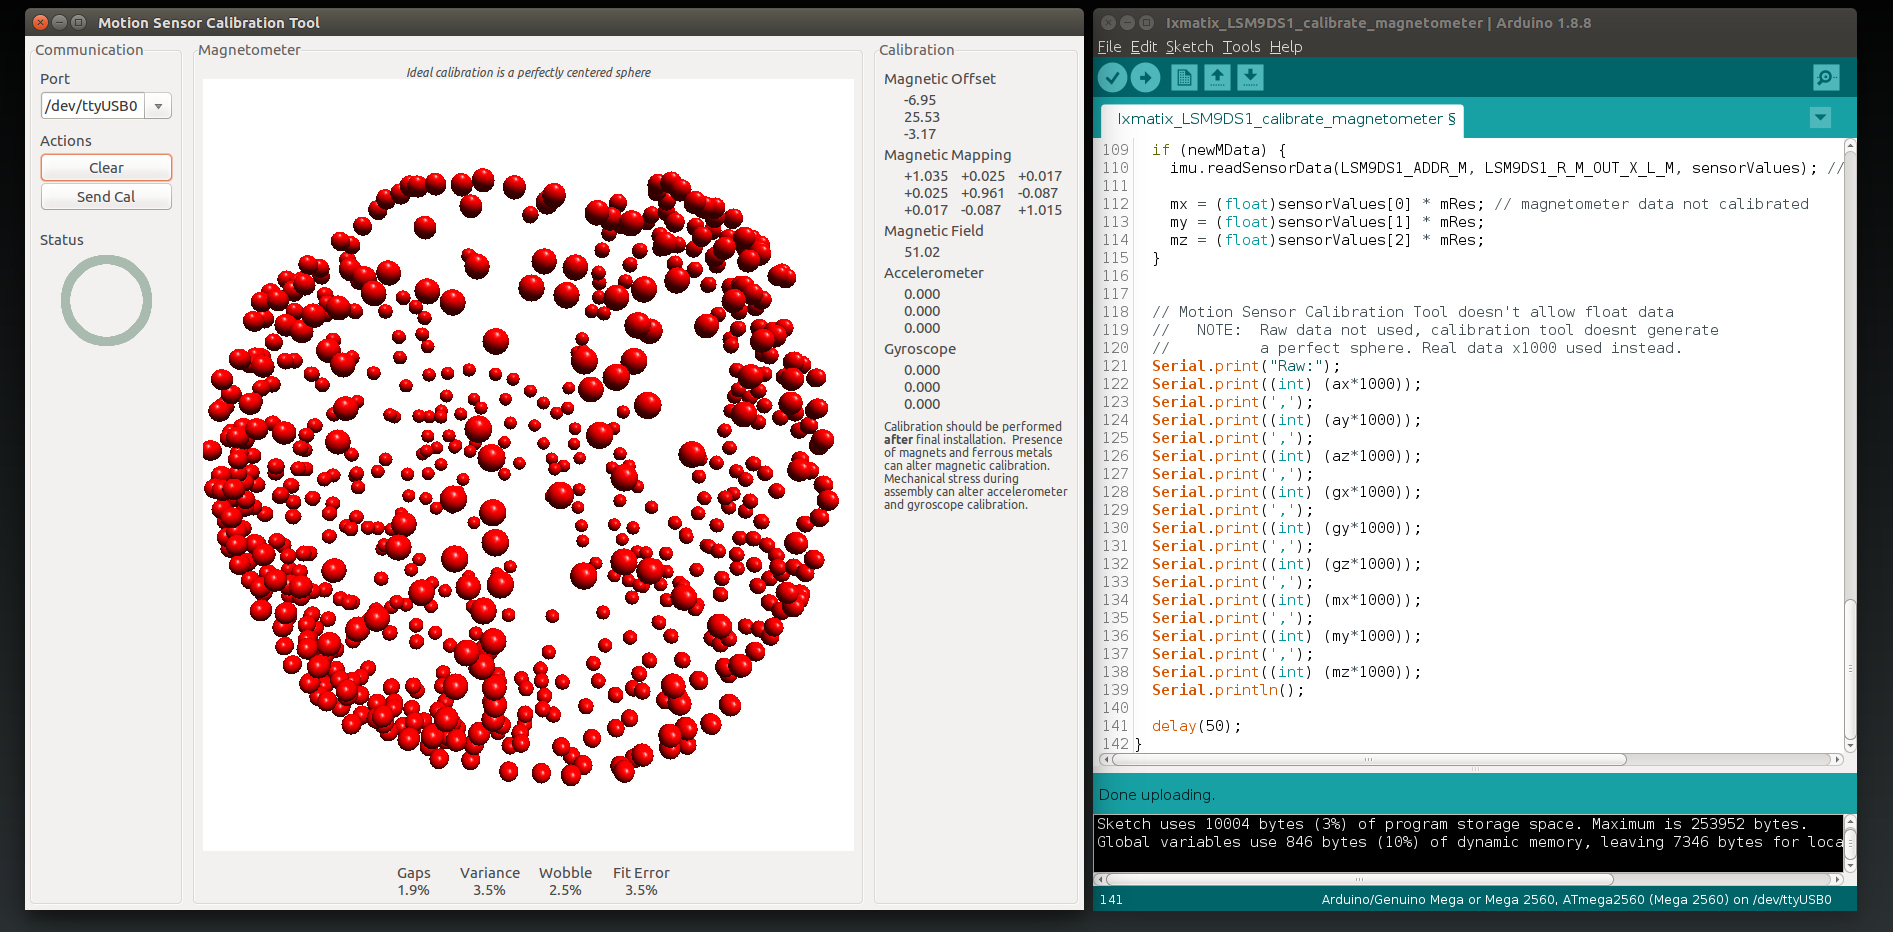 Motion Sensor Calibration Tool
Communication
Port
/dev/ttyUSB0
Actions
Clear
Send Cal
Status
Magnetometer
Ideal calibration is a perfectly centered sphere
Gaps Variance Wobble Fit Error
1.9% 3.5% 2.5% 3.5%
Calibration
Magnetic Offset
-6.95
25.53
-3.17
Magnetic Mapping
+1.035 +0.025 +0.017
+0.025 +0.961 -0.087
+0.017 -0.087 +1.015
Magnetic Field
51.02
Accelerometer
0.000
0.000
0.000
Gyroscope
0.000
0.000
0.000
Calibration should be performed
after final installation. Presence
of magnets and ferrous metals
can alter magnetic calibration.
Mechanical stress during
assembly can alter accelerometer
and gyroscope calibration.
Ixmatix_LSM9DS1_calibrate_magnetometer | Arduino 1.8.8
File Edit Sketch Tools Help
Ixmatix_LSM9DS1_calibrate_magnetometer §
109 if (newMData) {
110 imu.readSensorData(LSM9DS1_ADDR_M, LSM9DS1_R_M_OUT_X_L_M, sensorValues); //
111
112 mx = (float)sensorValues[0] * mRes; // magnetometer data not calibrated
113 my = (float)sensorValues[1] * mRes;
114 mz = (float)sensorValues[2] * mRes;
115 }
116
117
118 // Motion Sensor Calibration Tool doesn't allow float data
119 // NOTE: Raw data not used, calibration tool doesnt generate
120 // a perfect sphere. Real data x1000 used instead.
121 Serial.print("Raw:");
122 Serial.print((int) (ax*1000));
123 Serial.print(',');
124 Serial.print((int) (ay*1000));
125 Serial.print(',');
126 Serial.print((int) (az*1000));
127 Serial.print(',');
128 Serial.print((int) (gx*1000));
129 Serial.print(',');
130 Serial.print((int) (gy*1000));
131 Serial.print(',');
132 Serial.print((int) (gz*1000));
133 Serial.print(',');
134 Serial.print((int) (mx*1000));
135 Serial.print(',');
136 Serial.print((int) (my*1000));
137 Serial.print(',');
138 Serial.print((int) (mz*1000));
139 Serial.println();
140
141 delay(50);
142 }
Done uploading.
Sketch uses 10004 bytes (3%) of program storage space. Maximum is 253952 bytes.
Global variables use 846 bytes (10%) of dynamic memory, leaving 7346 bytes for loca
141 Arduino/Genuino Mega or Mega 2560, ATmega2560 (Mega 2560) on /dev/ttyUSB0